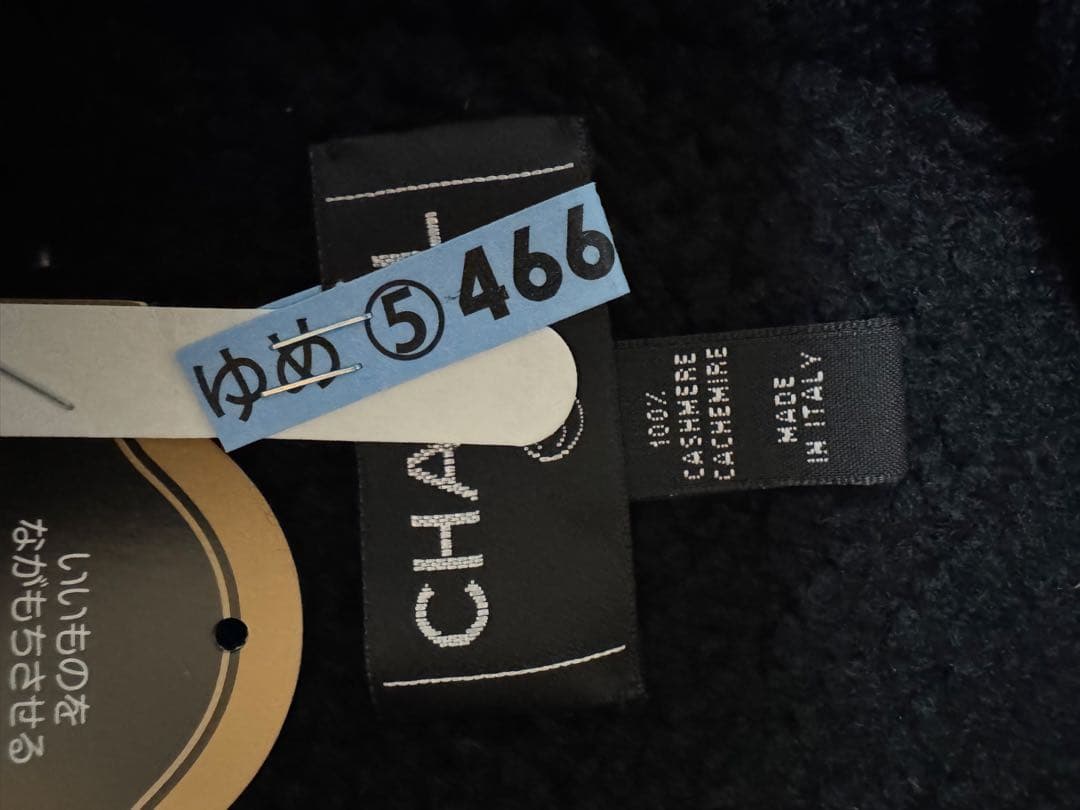 ゆめ⑤466
CHA
L
100%
CASHMERE
CACHEMIRE
MADE
IN ITALY
いいものを
ながもちさせる